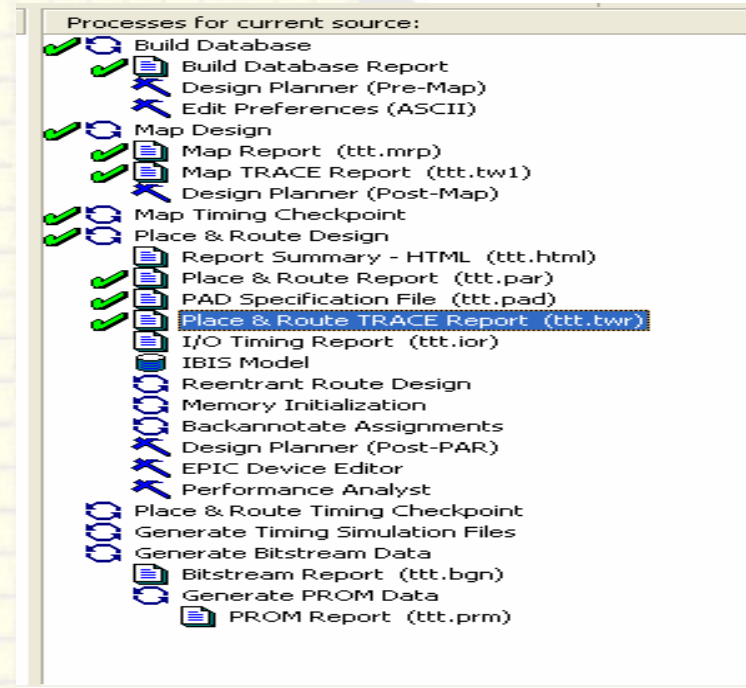 Processes for current source:
Build Database
Build Database Report
Design Planner (Pre-Map)
Edit Preferences (ASCII)
Map Design
Map Report (ttt.mrp)
Map TRACE Report (ttt.tw1)
Design Planner (Post-Map)
Map Timing Checkpoint
Place & Route Design
Report Summary - HTML (ttt.html)
Place & Route Report (ttt.par)
PAD Specification File (ttt.pad)
Place & Route TRACE Report (ttt.twr)
I/O Timing Report (ttt.ior)
IBIS Model
Reentrant Route Design
Memory Initialization
Backannotate Assignments
Design Planner (Post-PAR)
EPIC Device Editor
Performance Analyst
Place & Route Timing Checkpoint
Generate Timing Simulation Files
Generate Bitstream Data
Bitstream Report (ttt.bgn)
Generate PROM Data
PROM Report (ttt.prm)